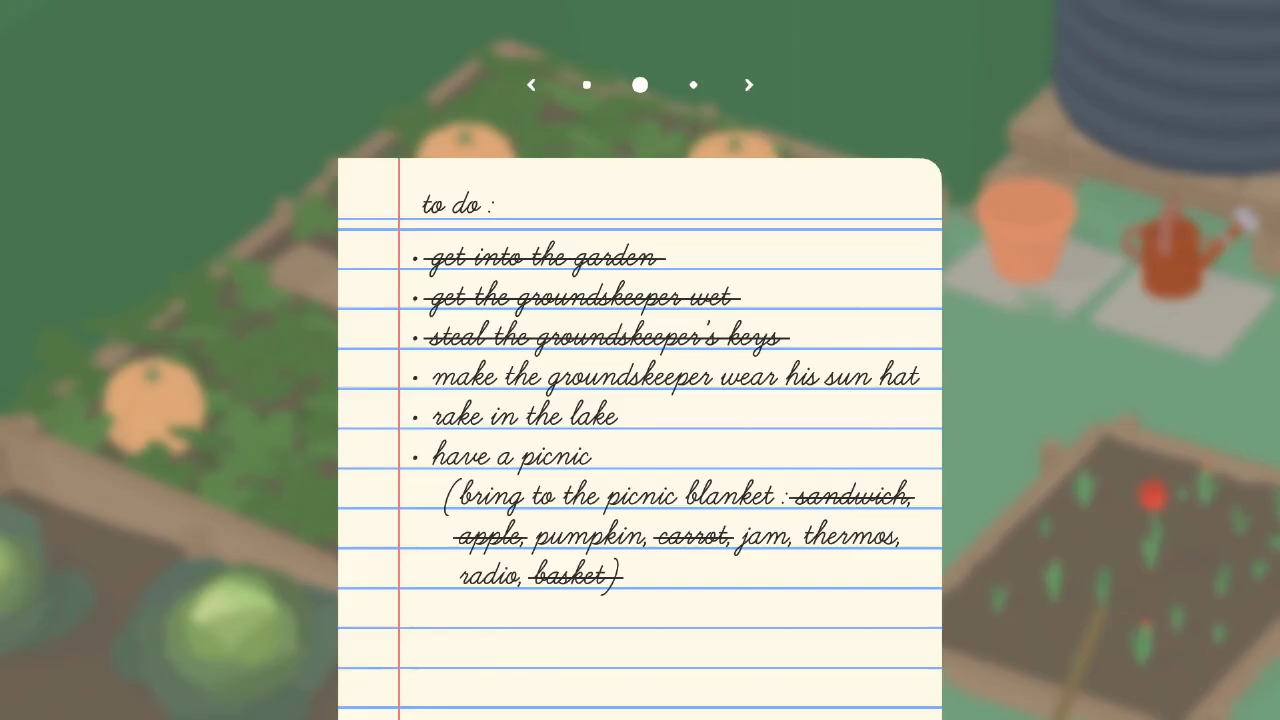 to do :
• get into the garden
• get the groundskeeper wet
• steal the groundskeeper's keys
• make the groundskeeper wear his sun hat
• rake in the lake
• have a picnic
(bring to the picnic blanket : sandwich,
apple, pumpkin, carrot, jam, thermos,
radio, basket)